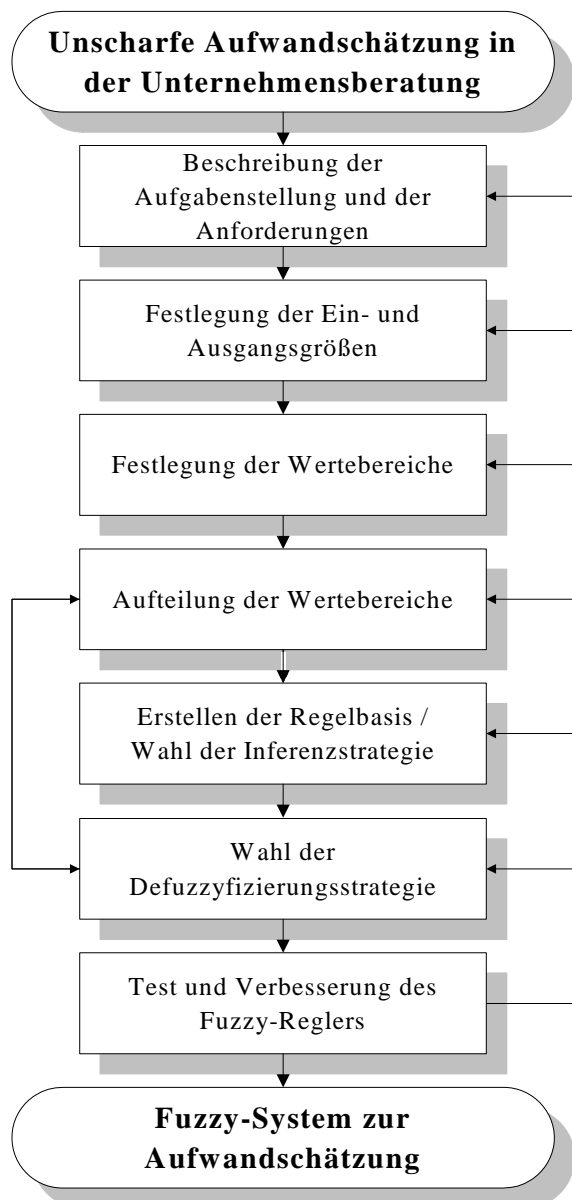 Unscharfe Aufwandschätzung in
der Unternehmensberatung
Beschreibung der
Aufgabenstellung und der
Anforderungen
Festlegung der Ein- und
Ausgangsgrößen
Festlegung der Wertebereiche
Aufteilung der Wertebereiche
Erstellen der Regelbasis /
Wahl der Inferenzstrategie
Wahl der
Defuzzyfizierungsstrategie
Test und Verbesserung des
Fuzzy-Reglers
Fuzzy-System zur
Aufwandschätzung